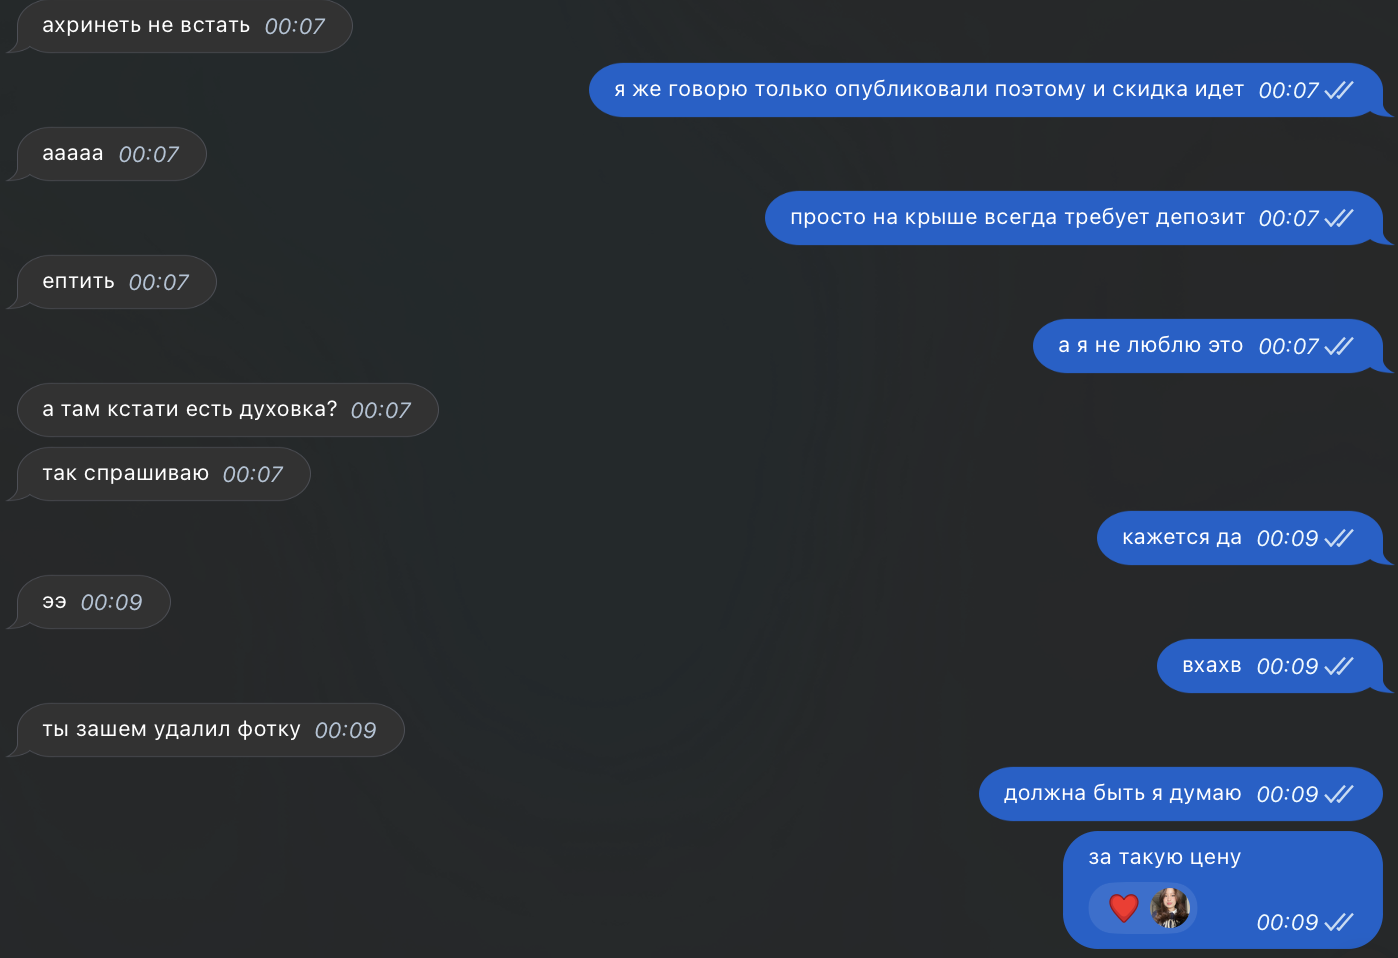 ахринеть не встать 00:07
я же говорю только опубликовали поэтому и скидка идет 00:07
ааааа 00:07
просто на крыше всегда требует депозит 00:07
ептить 00:07
а я не люблю это 00:07
а там кстати есть духовка? 00:07
так спрашиваю 00:07
кажется да 00:09
ээ 00:09
вхахв 00:09
ты зашем удалил фотку 00:09
должна быть я думаю 00:09
за такую цену
00:09